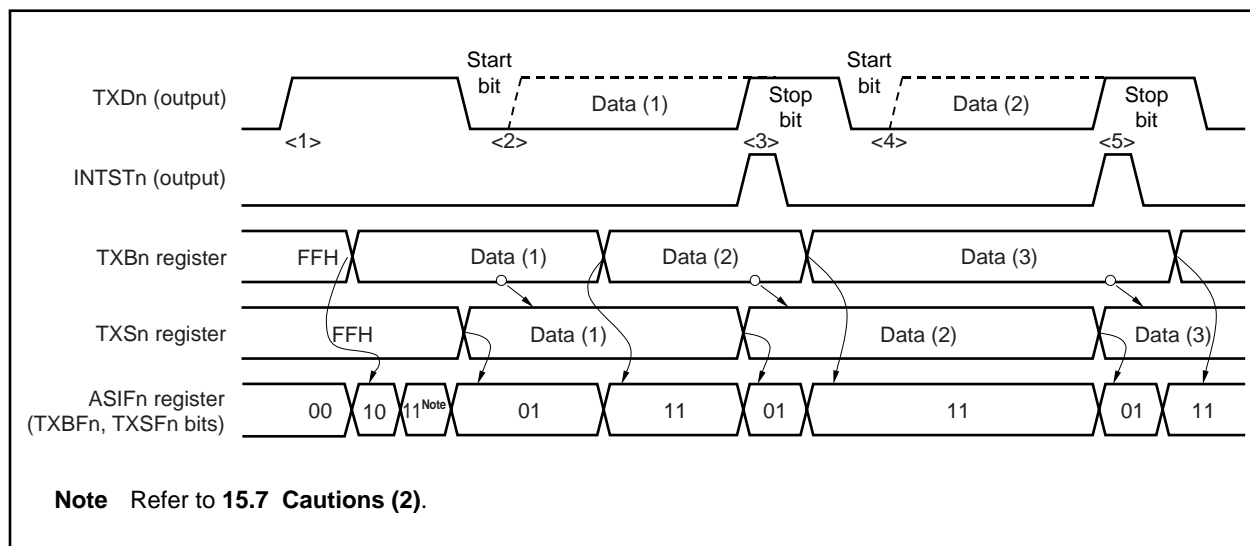 Start bit
Start bit
TXDn (output)
Data (1)
Stop bit
Data (2)
Stop bit
<1>
<2>
<3>
<4>
<5>
INTSTn (output)
TXBn register
FFH
Data (1)
Data (2)
Data (3)
TXSn register
FFH
Data (1)
Data (2)
Data (3)
ASIFn register
(TXBFn, TXSFn bits)
00
10
11 Note
01
11
01
11
01
11
Note Refer to 15.7 Cautions (2).